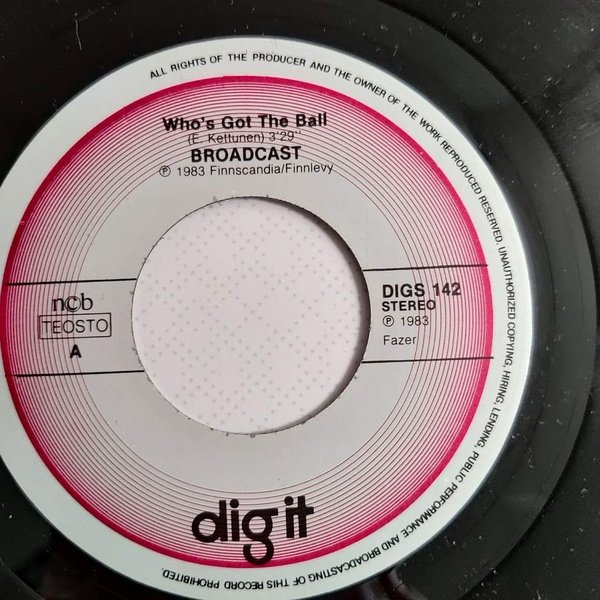 ALL RIGHTS OF THE PRODUCER AND THE OWNER OF THE WORK REPRODUCED RESERVED. UNAUTHORIZED COPYING, HIRING, LENDING, PUBLIC PERFORMANCE AND BROADCASTING OF THIS RECORD PROHIBITED.
Who's Got The Ball
(E. Kettunen) 3'29''
BROADCAST
℗ 1983 Finnscandia/Finnlevy
ncb
TEOSTO
A
DIGS 142
STEREO
℗ 1983
Fazer
dig it